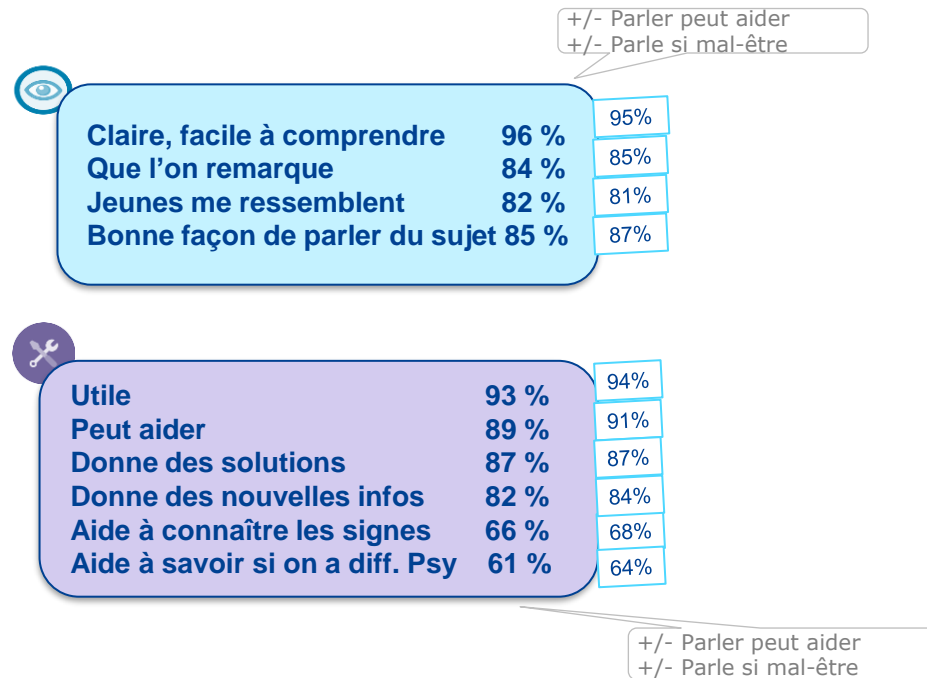 +/- Parler peut aider
+/- Parle si mal-être
Claire, facile à comprendre 96 % 95%
Que l'on remarque 84 % 85%
Jeunes me ressemblent 82 % 81%
Bonne façon de parler du sujet 85 % 87%
Utile 93 % 94%
Peut aider 89 % 91%
Donne des solutions 87 % 87%
Donne des nouvelles infos 82 % 84%
Aide à connaître les signes 66 % 68%
Aide à savoir si on a diff. Psy 61 % 64%
+/- Parler peut aider
+/- Parle si mal-être